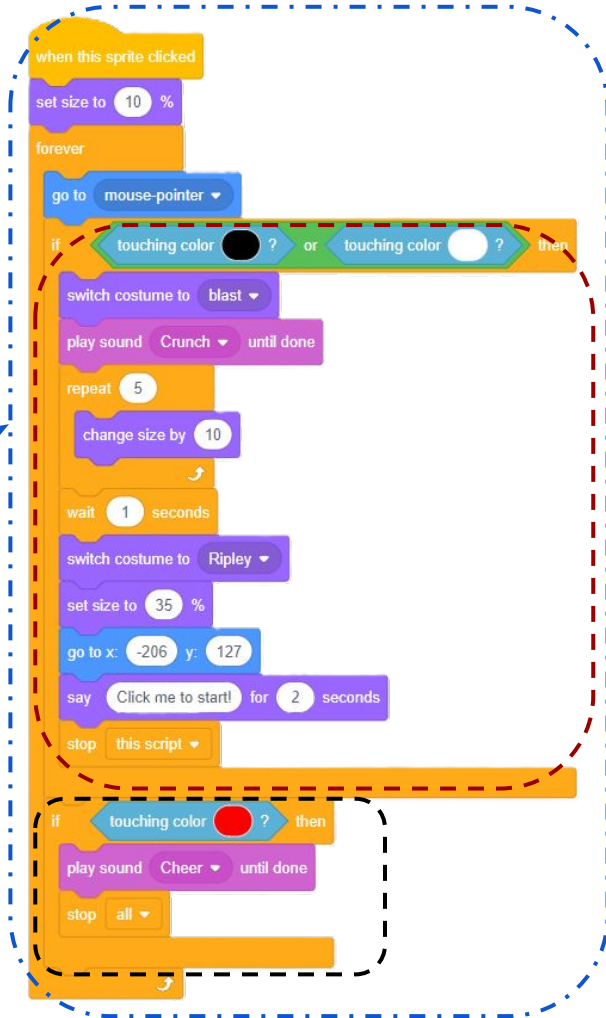 when this sprite clicked
set size to 10 %
forever
go to mouse-pointer
if touching color ? or touching color ? then
switch costume to blast
play sound Crunch until done
repeat 5
change size by 10
wait 1 seconds
switch costume to Ripley
set size to 35 %
go to x: -206 y: 127
say Click me to start! for 2 seconds
stop this script
if touching color ? then
play sound Cheer until done
stop all